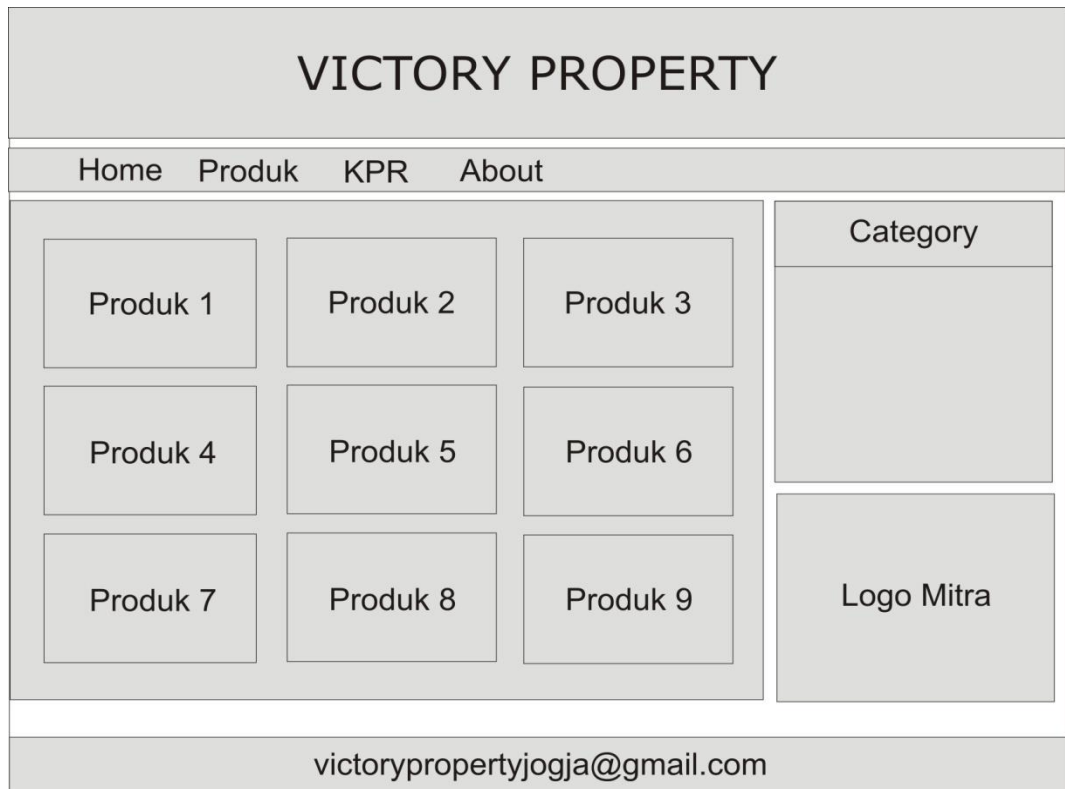 VICTORY PROPERTY
Home Produk KPR About
Produk 1 Produk 2 Produk 3
Produk 4 Produk 5 Produk 6
Produk 7 Produk 8 Produk 9
Category
Logo Mitra
victorypropertyjogja@gmail.com